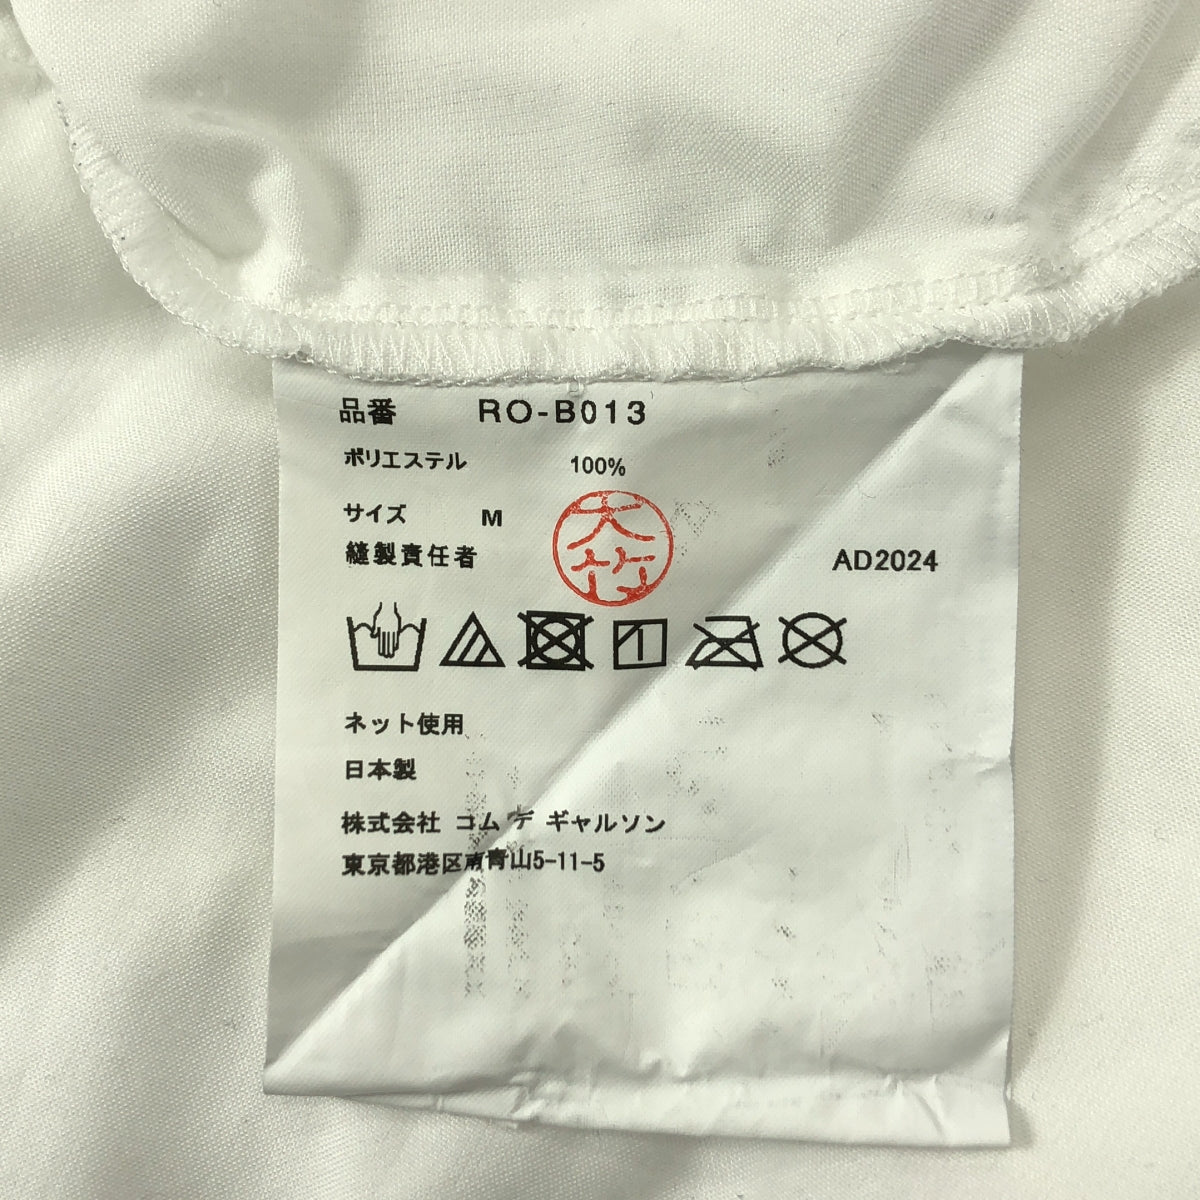 品番 RO-B013
ポリエステル 100%
サイズ M
大竹
縫製責任者 AD2024
ネット使用
日本製
株式会社 コム デ ギャルソン
東京都港区南青山5-11-5